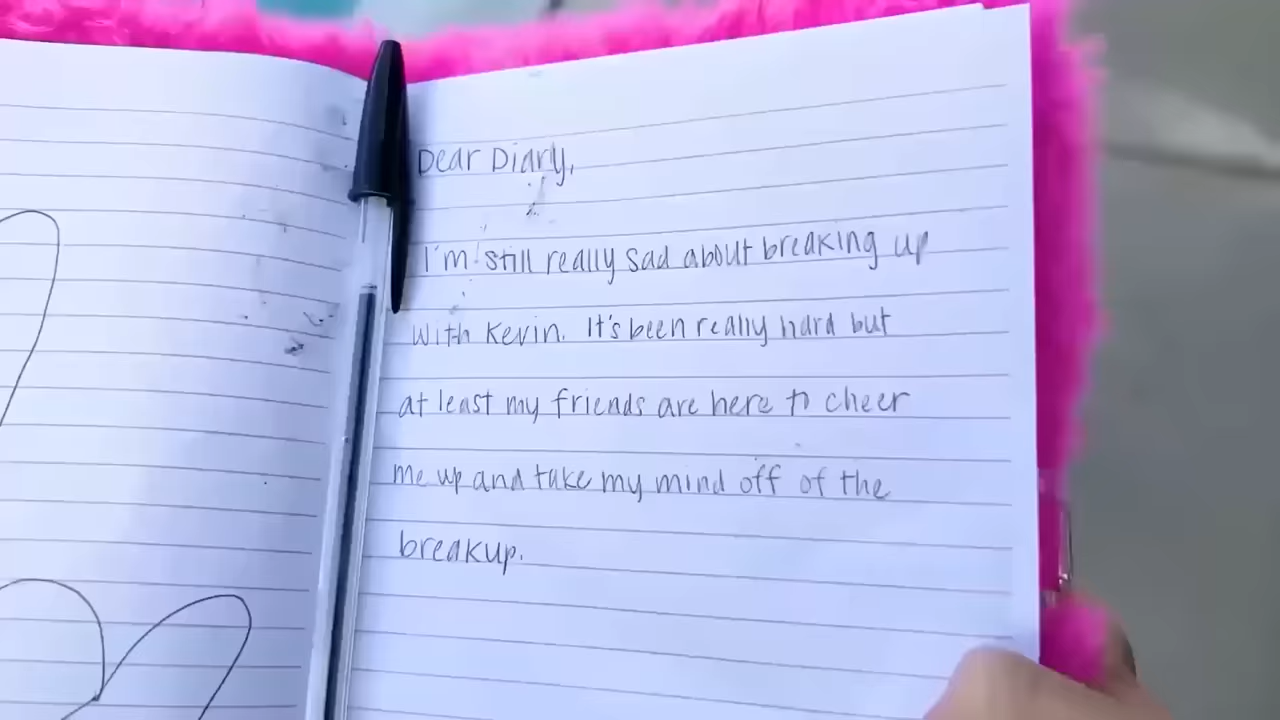 Dear Diary,
I'm still really sad about breaking up
With Kevin. It's been really hard but
at least my friends are here to cheer
me up and take my mind off of the
breakup.